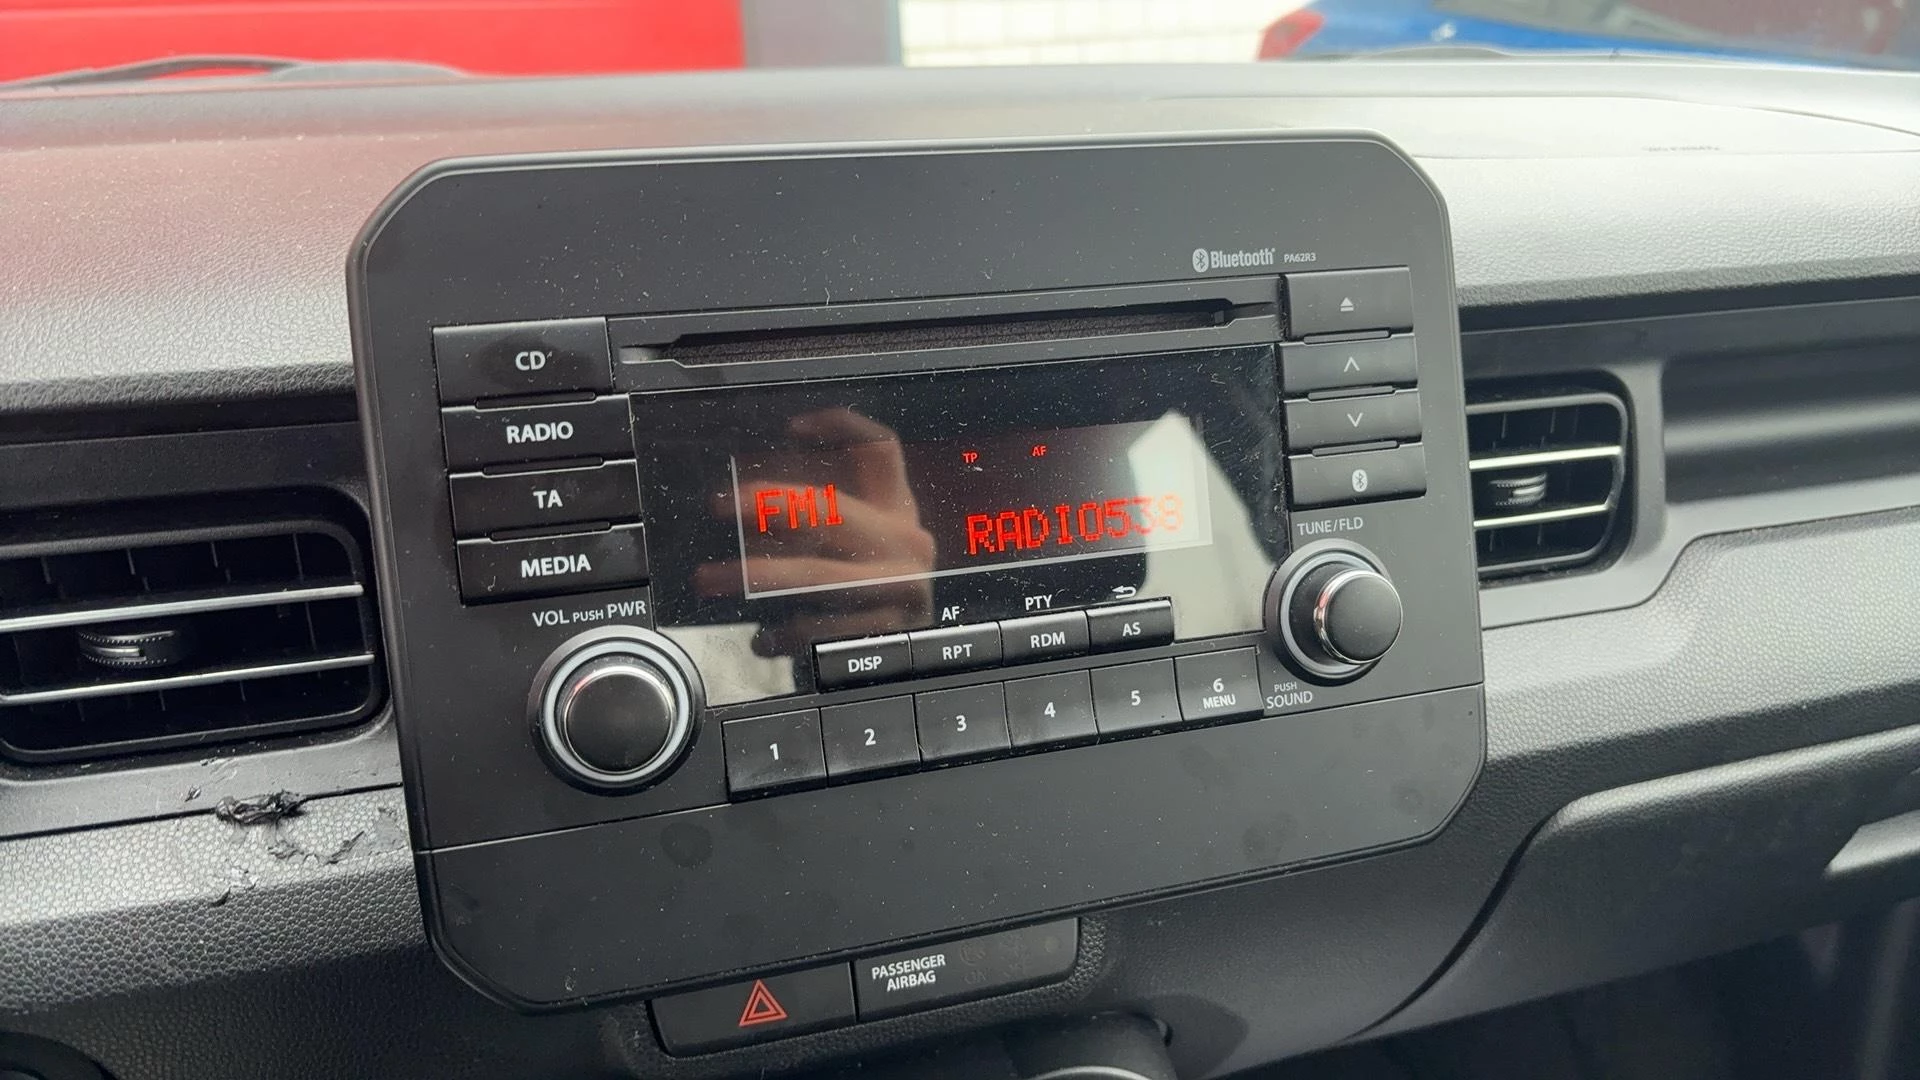 Bluetooth PA62R3
CD
RADIO
TA
MEDIA
TP AF
FM1 RADIO538
TUNE/FLD
VOL PUSH PWR
AF PTY
DISP RPT RDM AS
1 2 3 4 5 6
MENU
PUSH
SOUND
PASSENGER
AIRBAG